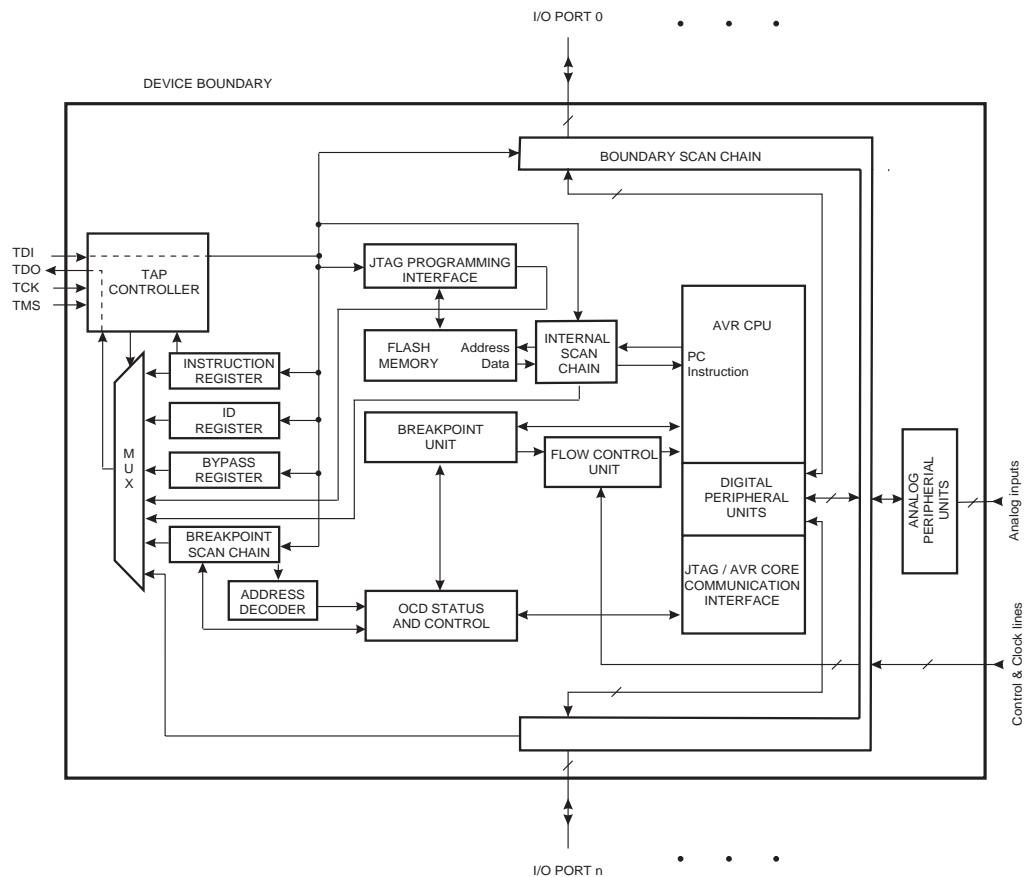 I/O PORT 0
DEVICE BOUNDARY
BOUNDARY SCAN CHAIN
TDI
TDO
TCK
TMS
TAP
CONTROLLER
JTAG PROGRAMMING
INTERFACE
AVR CPU
FLASH
MEMORY
Address
Data
INTERNAL
SCAN
CHAIN
PC
Instruction
INSTRUCTION
REGISTER
ID
REGISTER
BYPASS
REGISTER
MUX
BREAKPOINT
UNIT
FLOW CONTROL
UNIT
DIGITAL
PERIPHERAL
UNITS
ANALOG
PERIPHERIAL
UNITS
Analog inputs
BREAKPOINT
SCAN CHAIN
ADDRESS
DECODER
OCD STATUS
AND CONTROL
JTAG / AVR CORE
COMMUNICATION
INTERFACE
Control & Clock lines
I/O PORT n